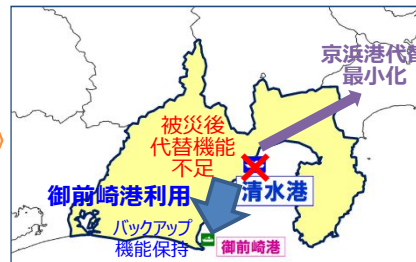 京浜港代替
最小化
被災後
代替機能
不足
清水港
御前崎港利用
バックアップ
機能保持
御前崎港